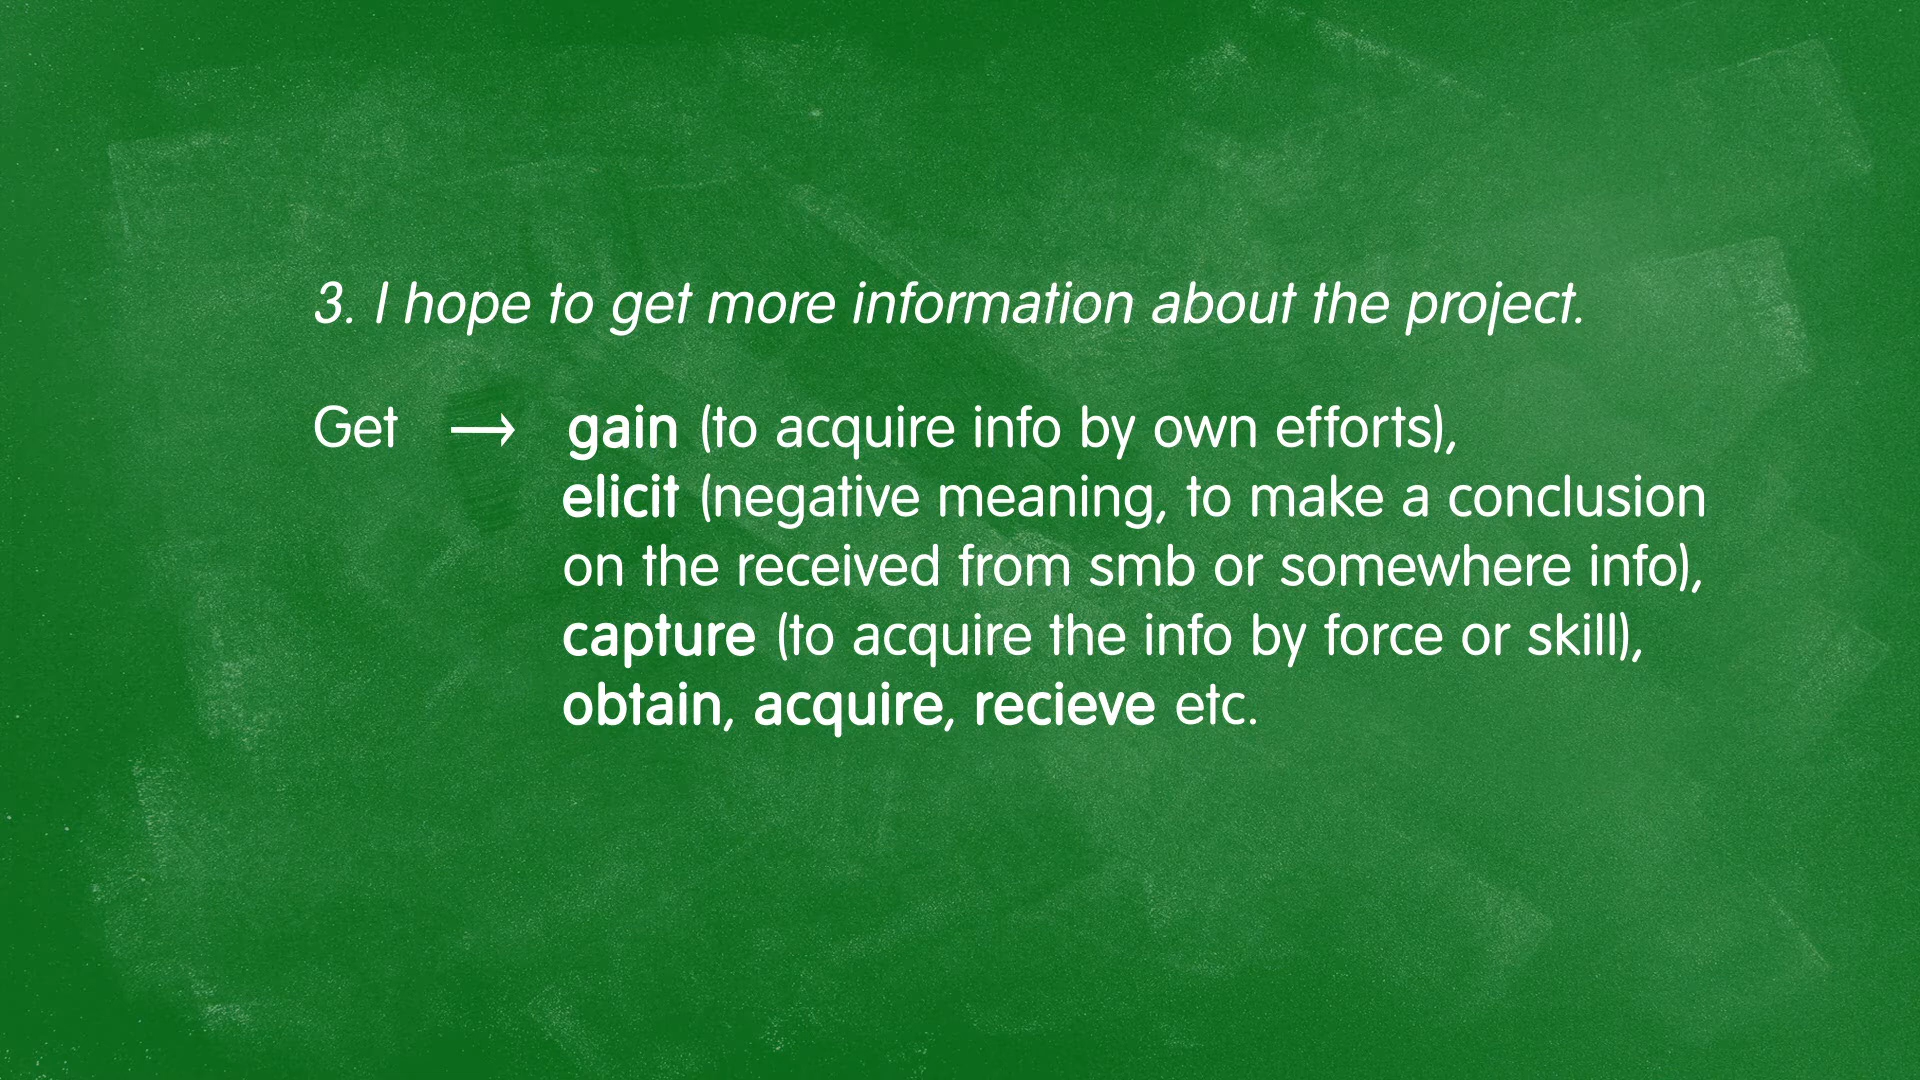 3. I hope to get more information about the project.
Get → gain (to acquire info by own efforts),
elicit (negative meaning, to make a conclusion
on the received from smb or somewhere info),
capture (to acquire the info by force or skill),
obtain, acquire, recieve etc.